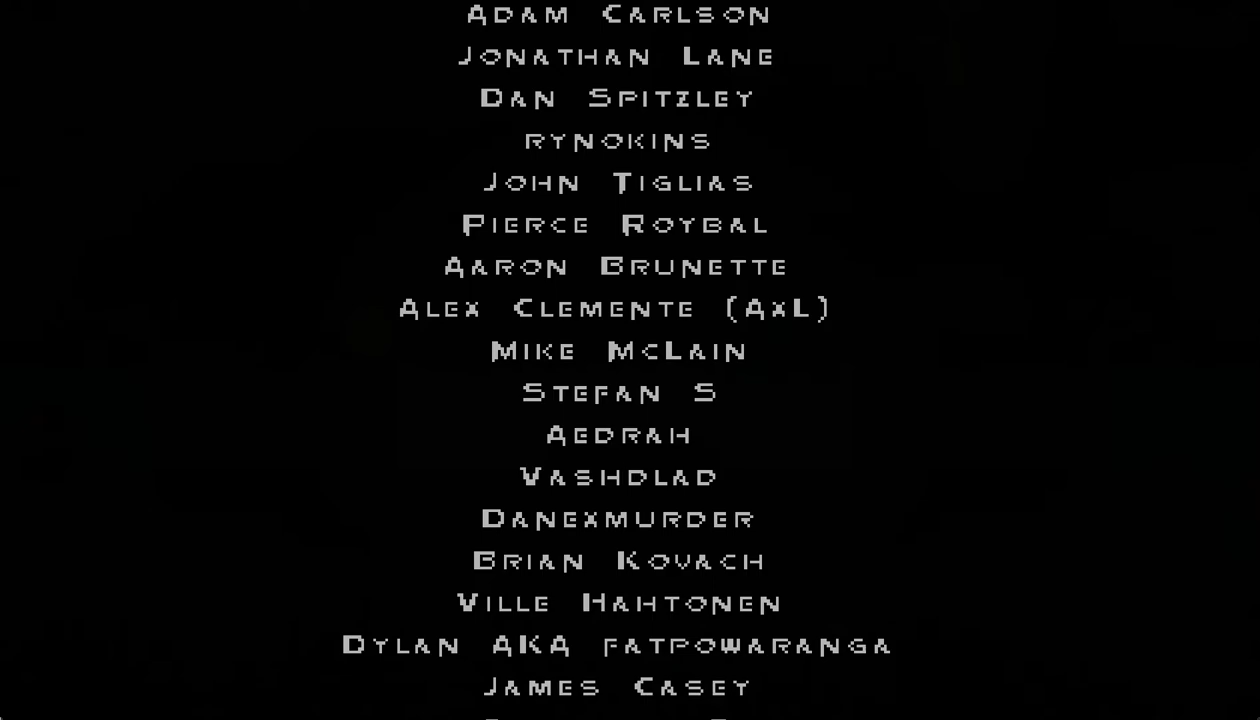 Adam Carlson
Jonathan Lane
Dan Spitzley
rynokins
John Tiglias
Pierce Roybal
Aaron Brunette
Alex Clemente (AxL)
Mike McLain
Stefan S
Aedrah
Vashdlad
Danexmurder
Brian Kovach
Ville Hahtonen
Dylan AKA fatpowaranga
James Casey